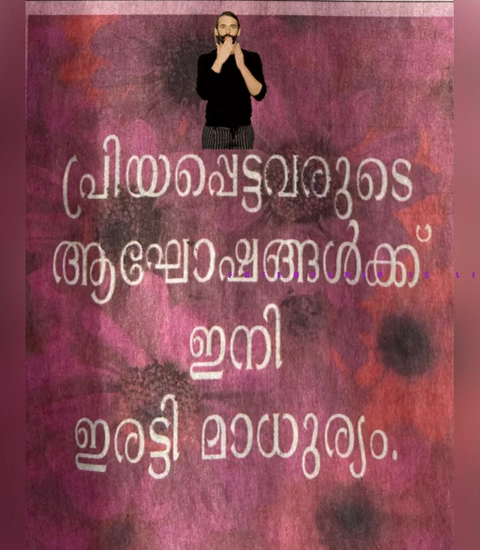 പ്രിയപ്പെട്ടവരുടെ
ആഘോഷങ്ങൾക്ക്
ഇനി
ഇരട്ടി മാധുര്യം.